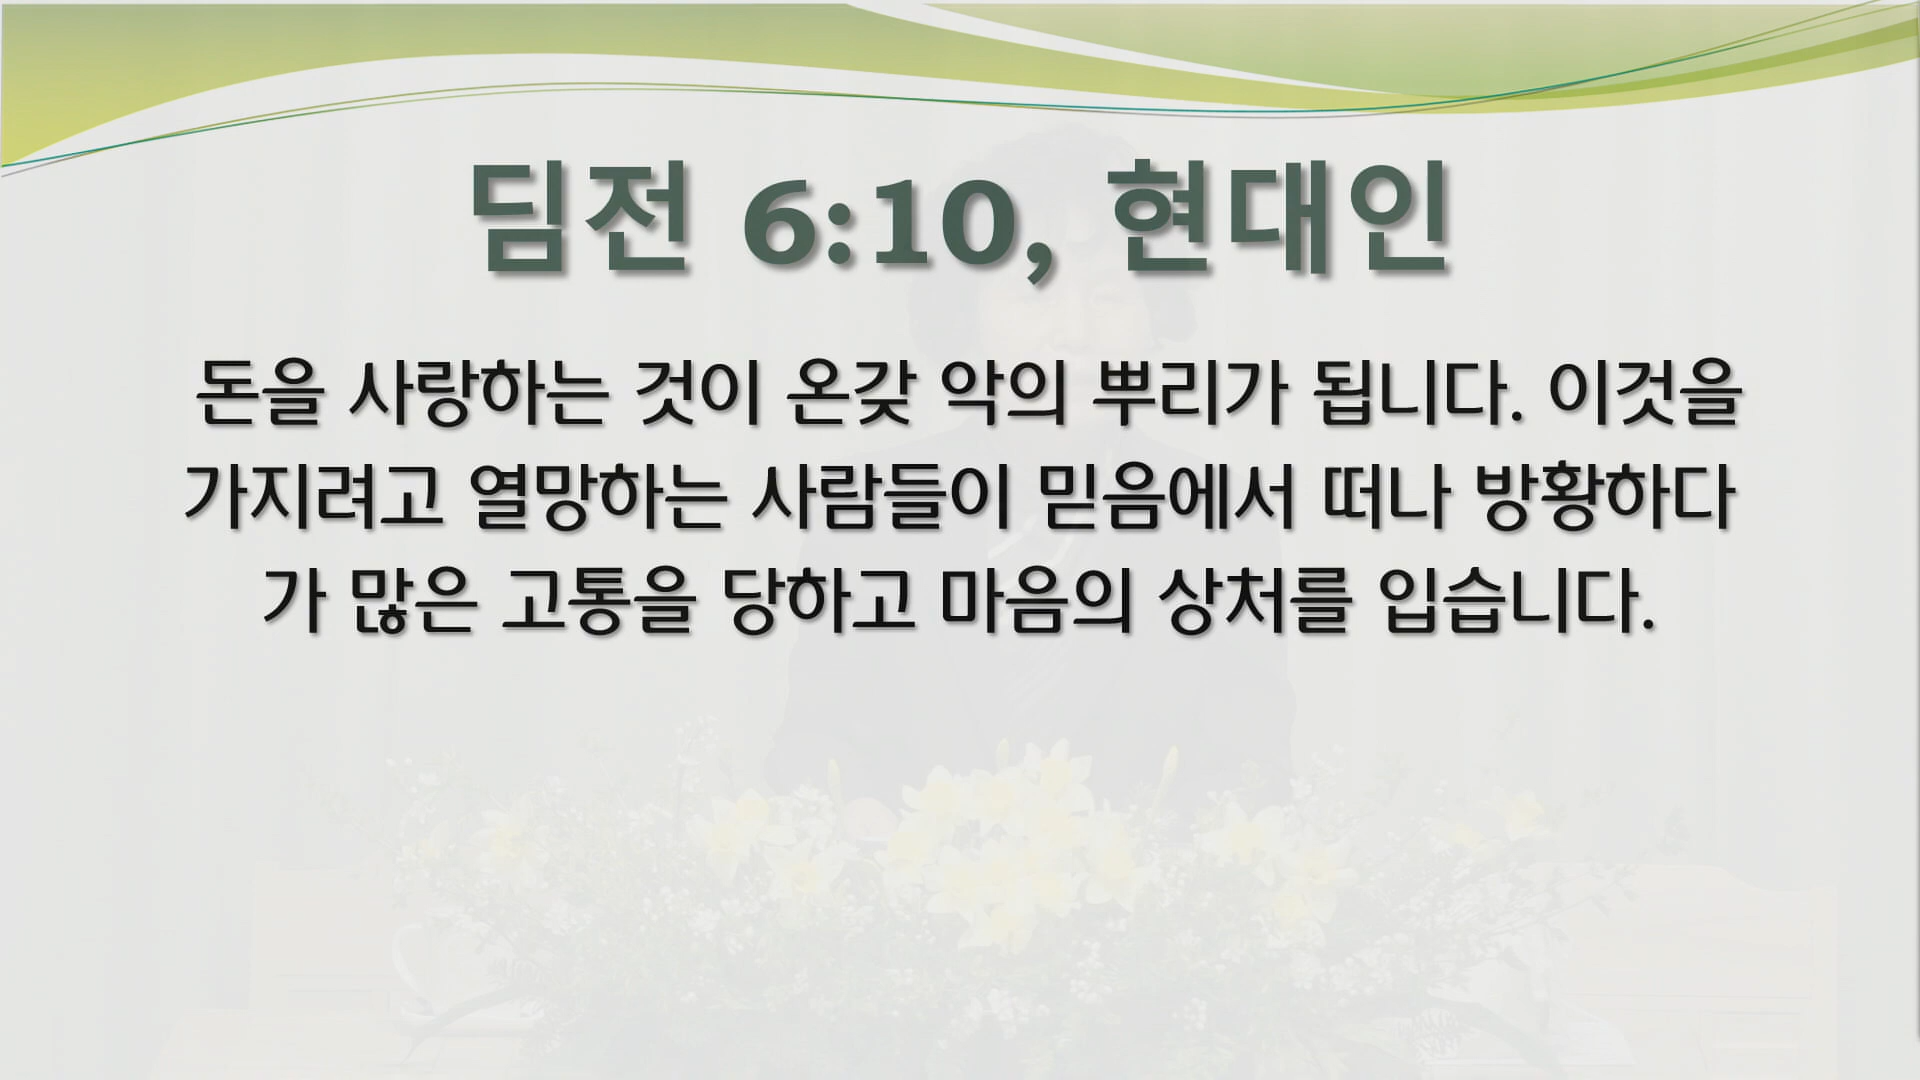 딤전 6:10, 현대인
돈을 사랑하는 것이 온갖 악의 뿌리가 됩니다. 이것을
가지려고 열망하는 사람들이 믿음에서 떠나 방황하다
가 많은 고통을 당하고 마음의 상처를 입습니다.